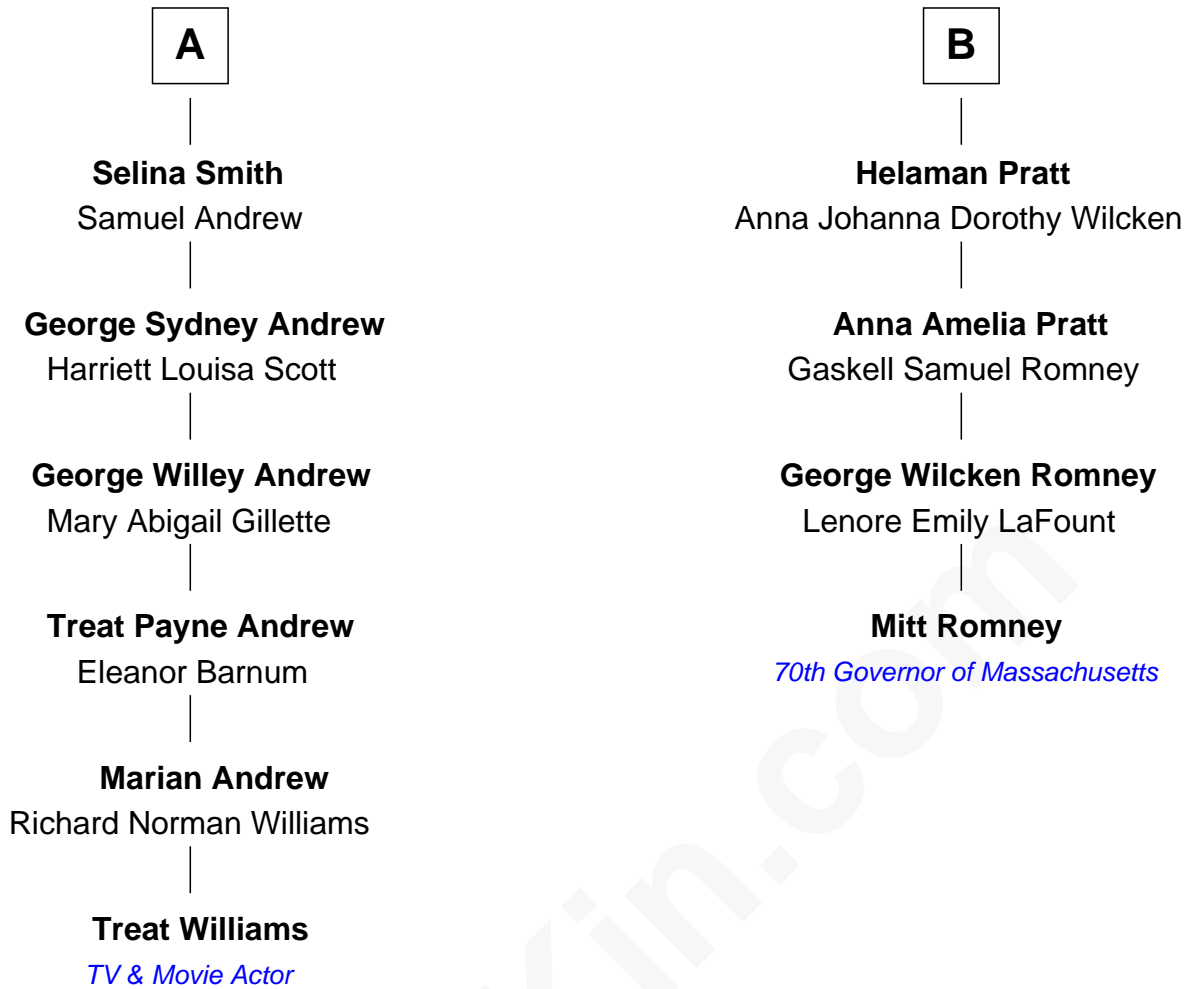 A
Selina Smith
Samuel Andrew
George Sydney Andrew
Harriett Louisa Scott
George Willey Andrew
Mary Abigail Gillette
Treat Payne Andrew
Eleanor Barnum
Marian Andrew
Richard Norman Williams
Treat Williams
TV & Movie Actor
B
Helaman Pratt
Anna Johanna Dorothy Wilcken
Anna Amelia Pratt
Gaskell Samuel Romney
George Wilcken Romney
Lenore Emily LaFount
Mitt Romney
70th Governor of Massachusetts
Kin.com